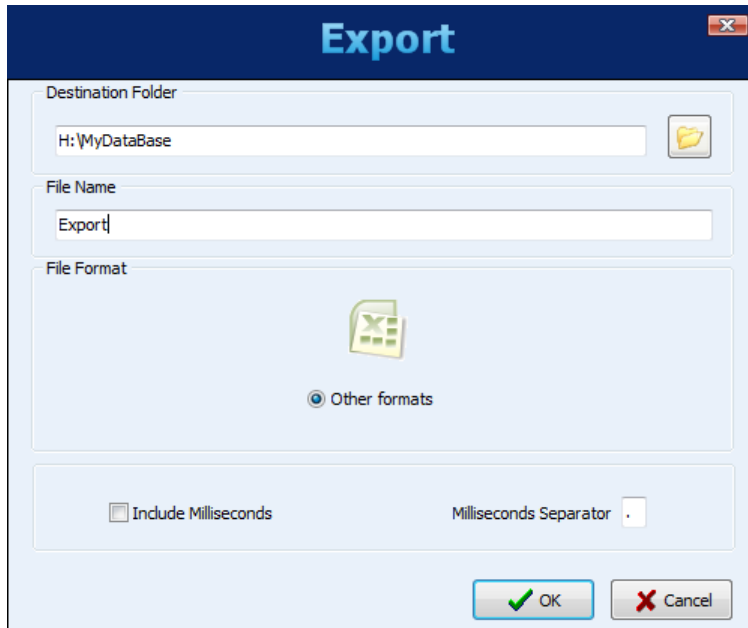 Export
Destination Folder
H:\MyDataBase
File Name
Export
File Format
Other formats
Include Milliseconds
Milliseconds Separator .
OK
Cancel